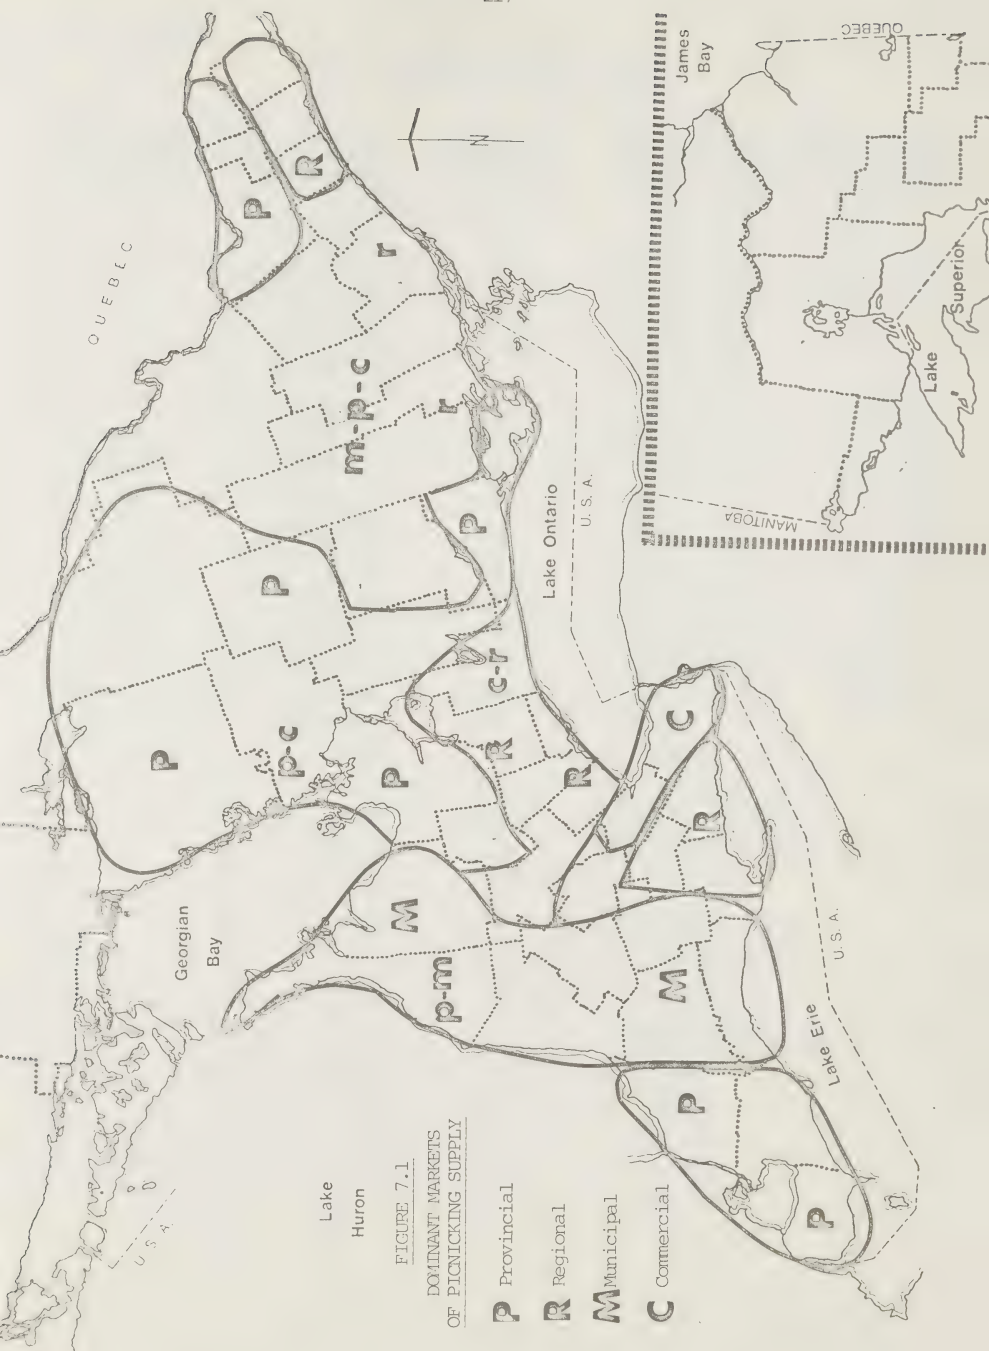 FIGURE 7.1
DOMINANT MARKETS
OF PICNICKING SUPPLY
P Provincial
R Regional
M Municipal
C Commercial
Lake
Huron
Georgian
Bay
U.S.A.
QUEBEC
P
p-c
P
P
P
m-p-c
r
r
P
R
N
M
p-m
M
P
P
R
R
c-r
C
R
Lake Ontario
U.S.A.
Lake Erie
U.S.A.
James
Bay
QUEBEC
MANITOBA
Lake
Superior